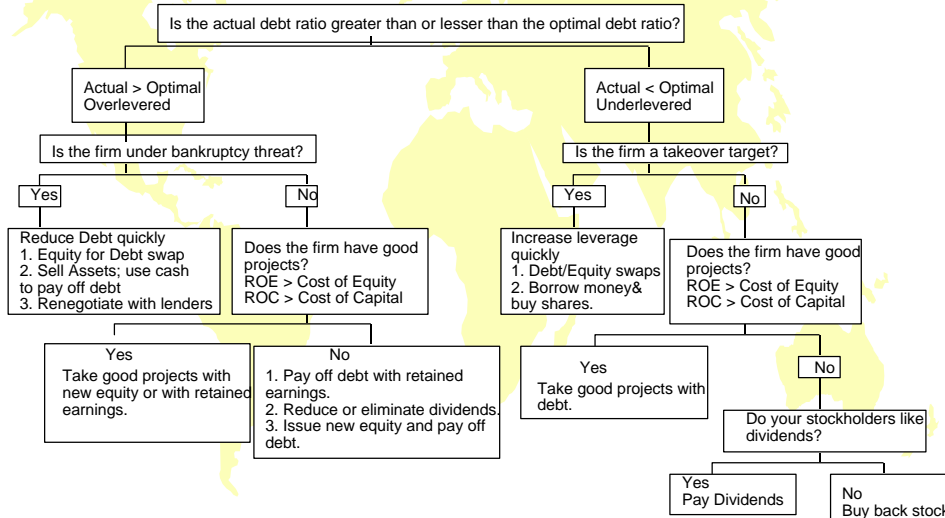 Is the actual debt ratio greater than or lesser than the optimal debt ratio?
Actual > Optimal
Overlevered
Actual < Optimal
Underlevered
Is the firm under bankruptcy threat?
Is the firm a takeover target?
Yes
No
Yes
No
Reduce Debt quickly
1. Equity for Debt swap
2. Sell Assets; use cash
to pay off debt
3. Renegotiate with lenders
Does the firm have good
projects?
ROE > Cost of Equity
ROC > Cost of Capital
Increase leverage
quickly
1. Debt/Equity swaps
2. Borrow money&
buy shares.
Does the firm have good
projects?
ROE > Cost of Equity
ROC > Cost of Capital
Yes
Take good projects with
new equity or with retained
earnings.
No
1. Pay off debt with retained
earnings.
2. Reduce or eliminate dividends.
3. Issue new equity and pay off
debt.
Yes
Take good projects with
debt.
No
Do your stockholders like
dividends?
Yes
Pay Dividends
No
Buy back stock